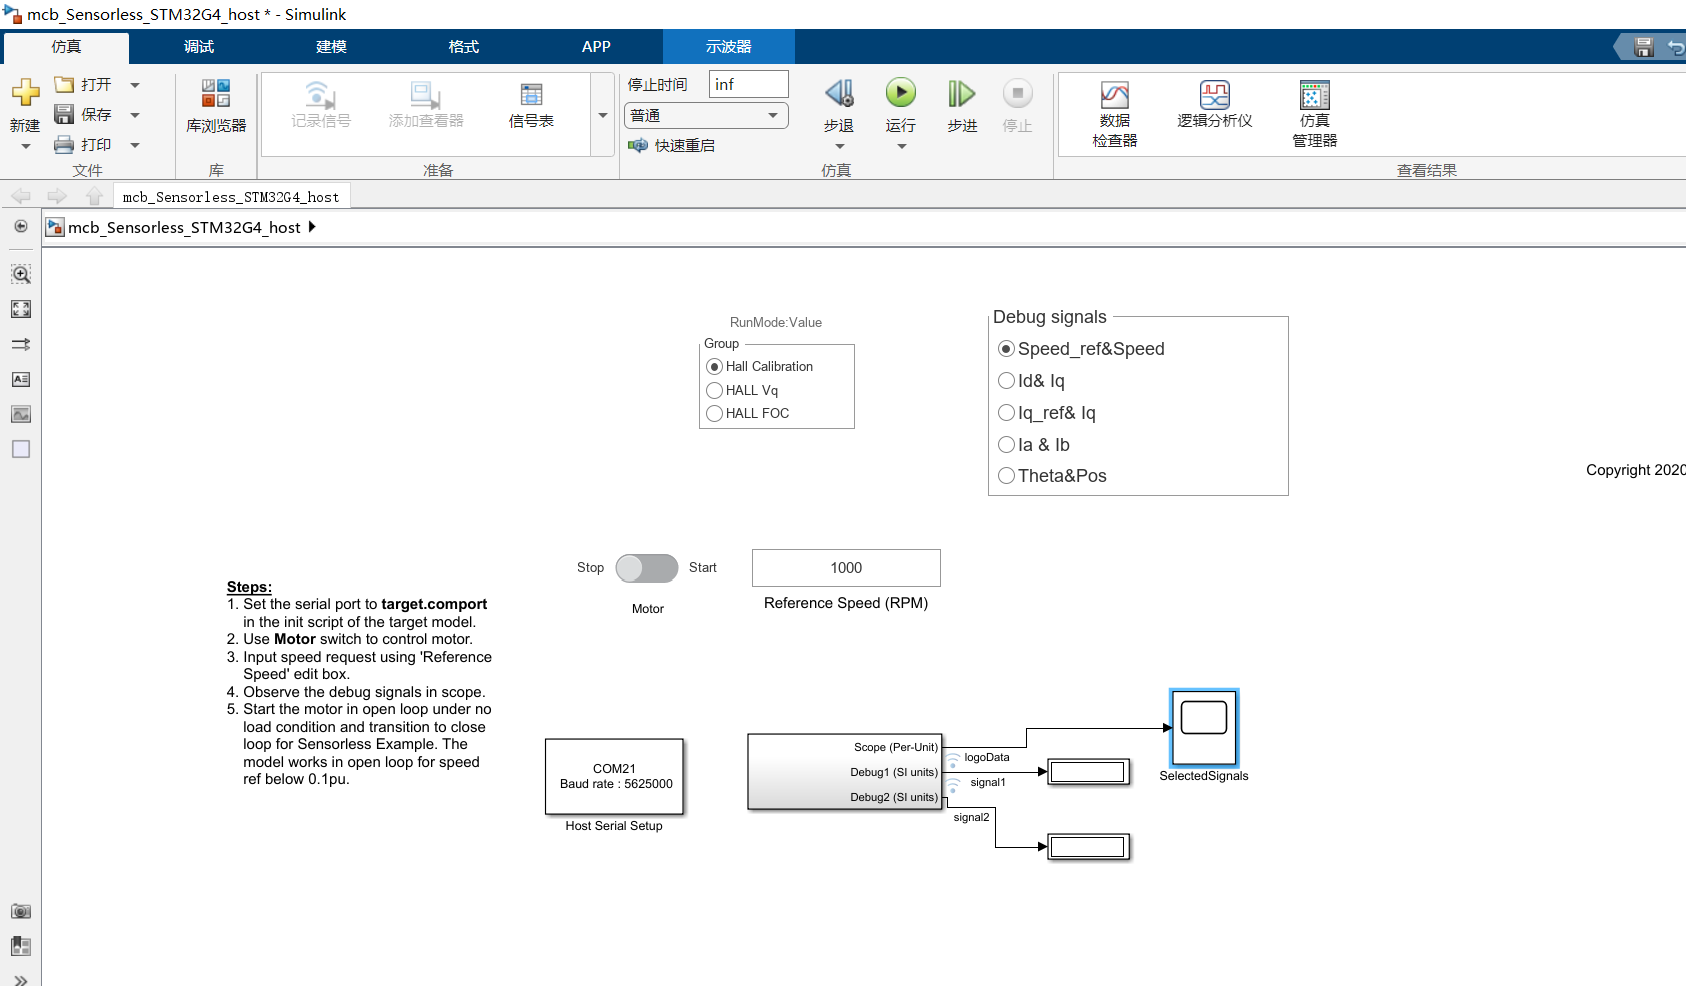 mcb_Sensorless_STM32G4_host * - Simulink
仿真 调试 建模 格式 APP 示波器
新建
打开
保存
打印
文件
库浏览器
库
记录信号
添加查看器
信号表
准备
停止时间 inf
普通
快速重启
步退
运行
步进
停止
仿真
数据
检查器
逻辑分析仪
仿真
管理器
查看结果
mcb_Sensorless_STM32G4_host
mcb_Sensorless_STM32G4_host
RunMode:Value
Group
Hall Calibration
HALL Vq
HALL FOC
Debug signals
Speed_ref&Speed
Id& Iq
Iq_ref& Iq
Ia & Ib
Theta&Pos
Copyright 2020
Stop Start
Motor
1000
Reference Speed (RPM)
Steps:
1. Set the serial port to target.comport
in the init script of the target model.
2. Use Motor switch to control motor.
3. Input speed request using 'Reference
Speed' edit box.
4. Observe the debug signals in scope.
5. Start the motor in open loop under no
load condition and transition to close
loop for Sensorless Example. The
model works in open loop for speed
ref below 0.1pu.
COM21
Baud rate : 5625000
Host Serial Setup
Scope (Per-Unit)
Debug1 (SI units)
Debug2 (SI units)
logoData
signal1
signal2
SelectedSignals